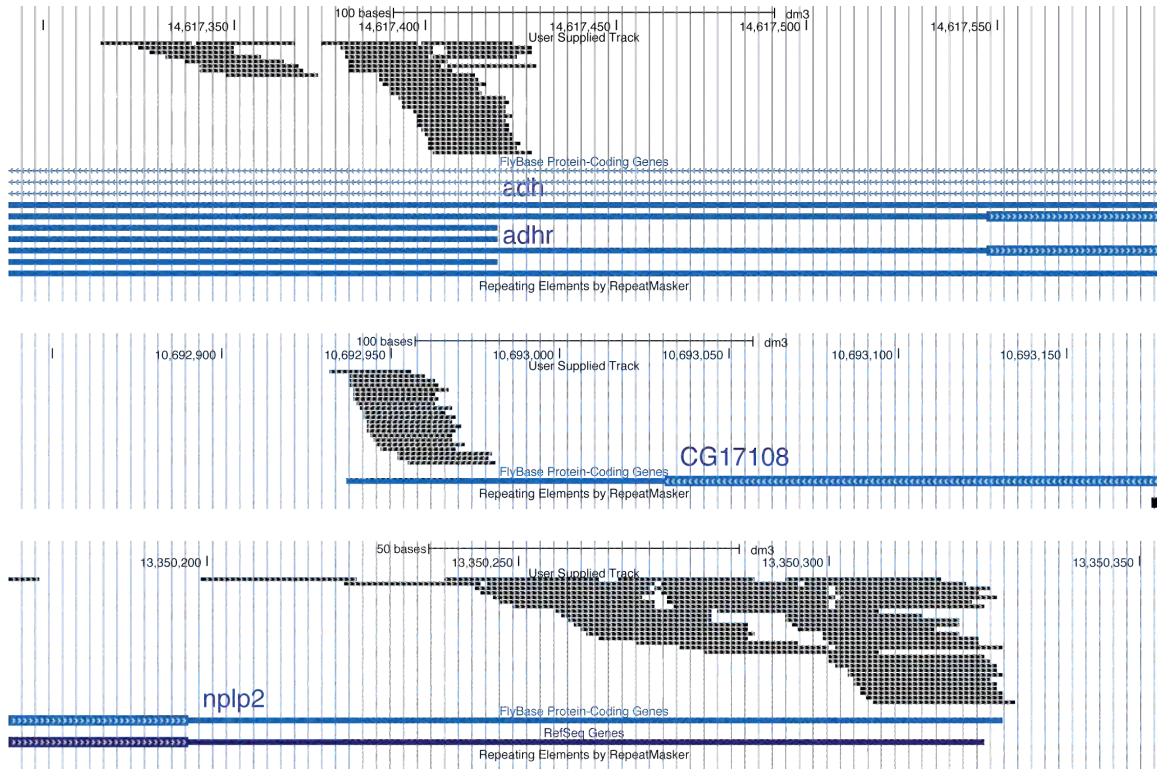 100 bases dm3
14,617,350 14,617,400 14,617,450 14,617,500 14,617,550
User Supplied Track
FlyBase Protein-Coding Genes
adh
adhr
Repeating Elements by RepeatMasker
100 bases dm3
10,692,900 10,692,950 10,693,000 10,693,050 10,693,100 10,693,150
User Supplied Track
CG17108
FlyBase Protein-Coding Genes
Repeating Elements by RepeatMasker
50 bases dm3
13,350,200 13,350,250 13,350,300 13,350,350
User Supplied Track
nplp2
FlyBase Protein-Coding Genes
RefSeq Genes
Repeating Elements by RepeatMasker